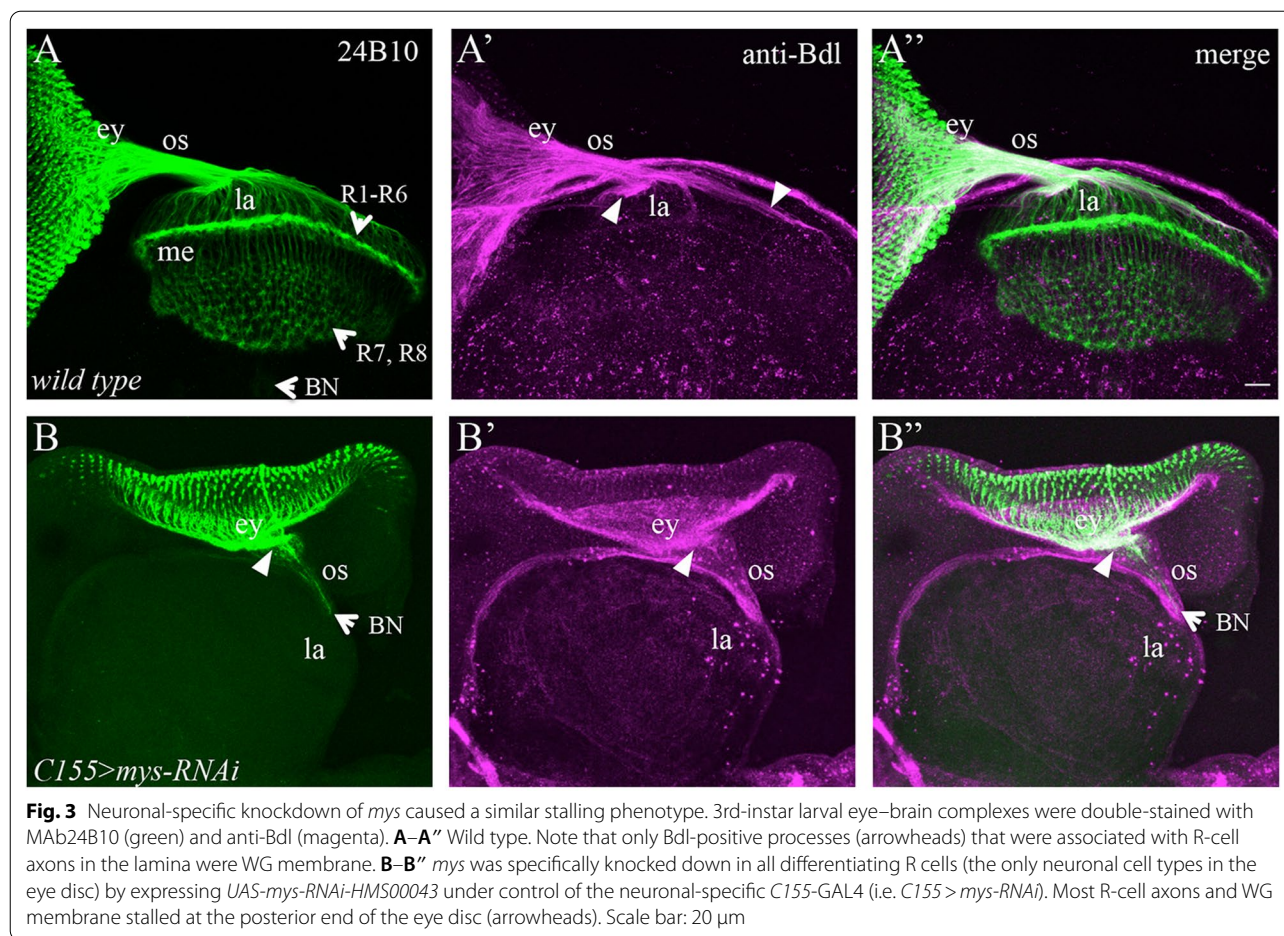 A 24B10
ey os
la R1-R6
me
R7, R8
wild type BN
A’ anti-Bdl
ey os
la
A’’ merge
ey os
la
me
B
ey
os
BN
la
C155>mys-RNAi
B’
ey
os
la
B’’
ey
os
BN
la
Fig. 3 Neuronal-specific knockdown of mys caused a similar stalling phenotype. 3rd-instar larval eye–brain complexes were double-stained with
MAb24B10 (green) and anti-Bdl (magenta). A–A″ Wild type. Note that only Bdl-positive processes (arrowheads) that were associated with R-cell
axons in the lamina were WG membrane. B–B″ mys was specifically knocked down in all differentiating R cells (the only neuronal cell types in the
eye disc) by expressing UAS-mys-RNAi-HMS00043 under control of the neuronal-specific C155-GAL4 (i.e. C155 > mys-RNAi). Most R-cell axons and WG
membrane stalled at the posterior end of the eye disc (arrowheads). Scale bar: 20 µm